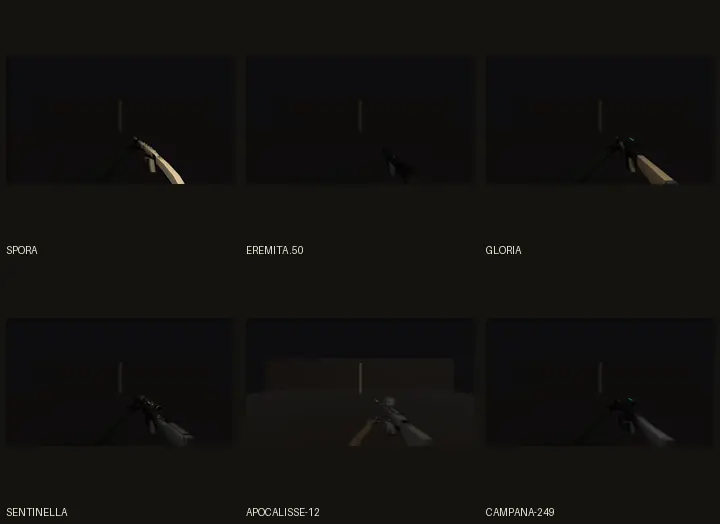 SPORA
EREMITA.50
GLORIA
SENTINELLA
APOCALISSE-12
CAMPANA-249